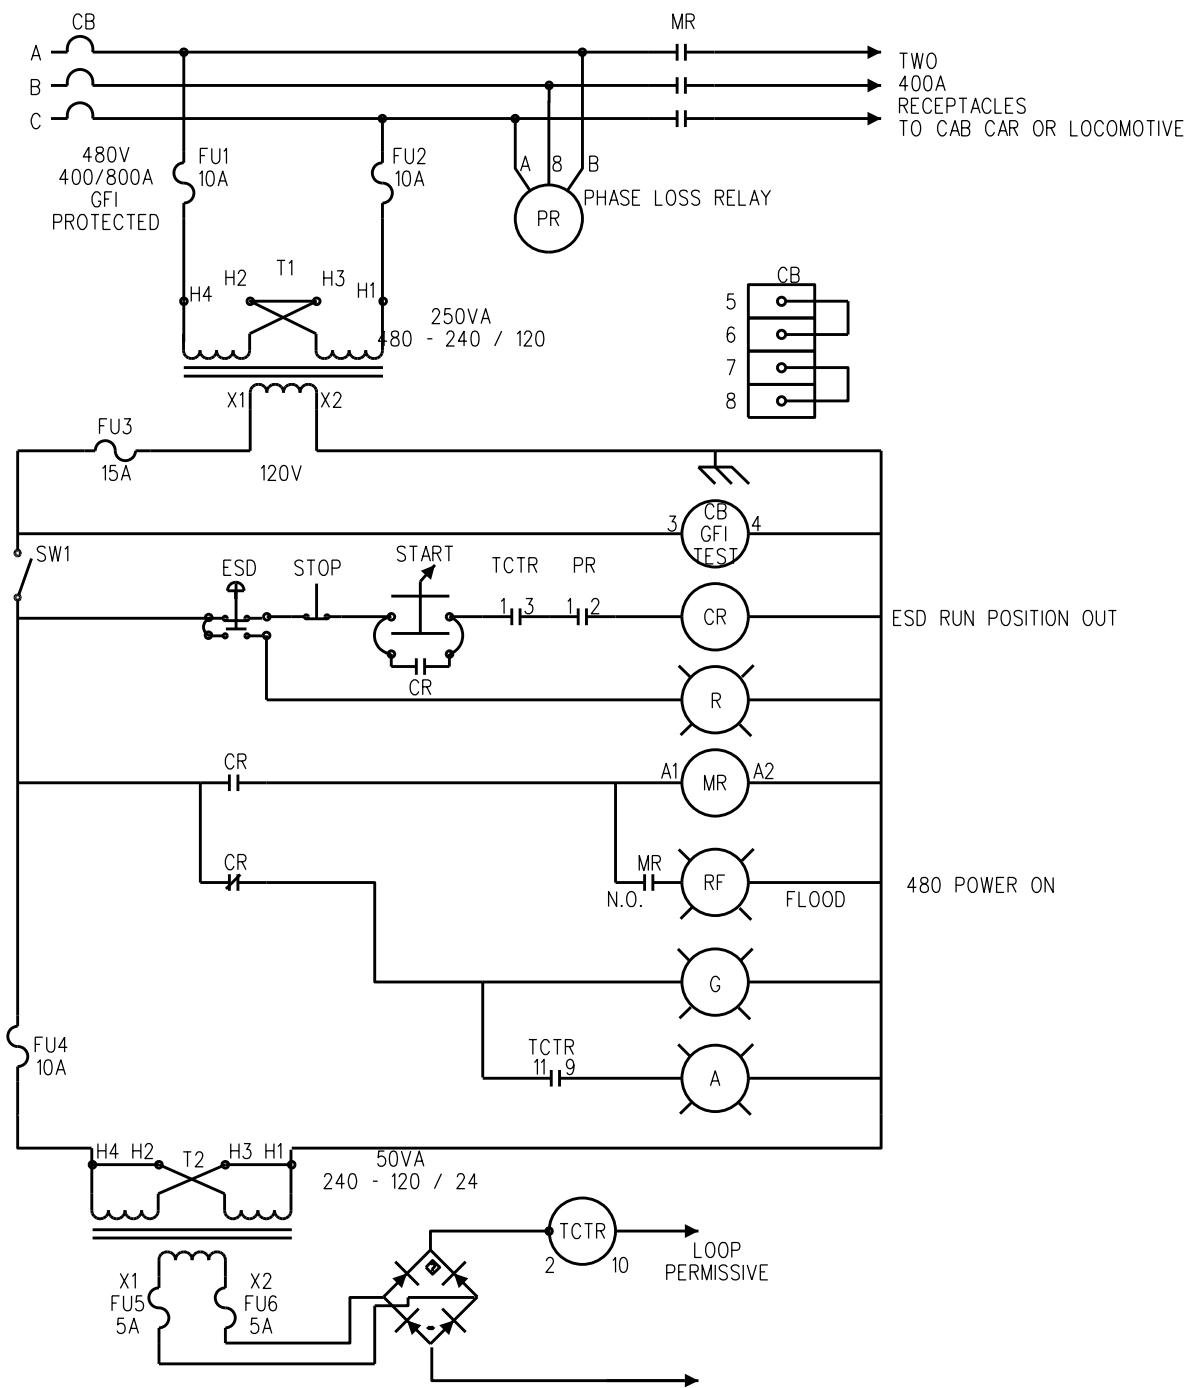 CB
MR
A
B
C
TWO
400A
RECEPTACLES
TO CAB CAR OR LOCOMOTIVE
480V
400/800A
GFI
PROTECTED
FU1
10A
FU2
10A
A 8 B
PR
PHASE LOSS RELAY
H4
H2
T1
H3
H1
250VA
480 - 240 / 120
CB
5
6
7
8
X1
X2
FU3
15A
120V
3
CB
GFI
TEST
4
SW1
ESD
STOP
START
TCTR
PR
1 3
1 2
CR
ESD RUN POSITION OUT
CR
R
CR
A1
MR
A2
CR
MR
N.O.
RF
FLOOD
480 POWER ON
G
FU4
10A
TCTR
11 9
A
H4 H2
T2
H3 H1
50VA
240 - 120 / 24
TCTR
2
10
LOOP
PERMISSIVE
X1
FU5
5A
X2
FU6
5A
-